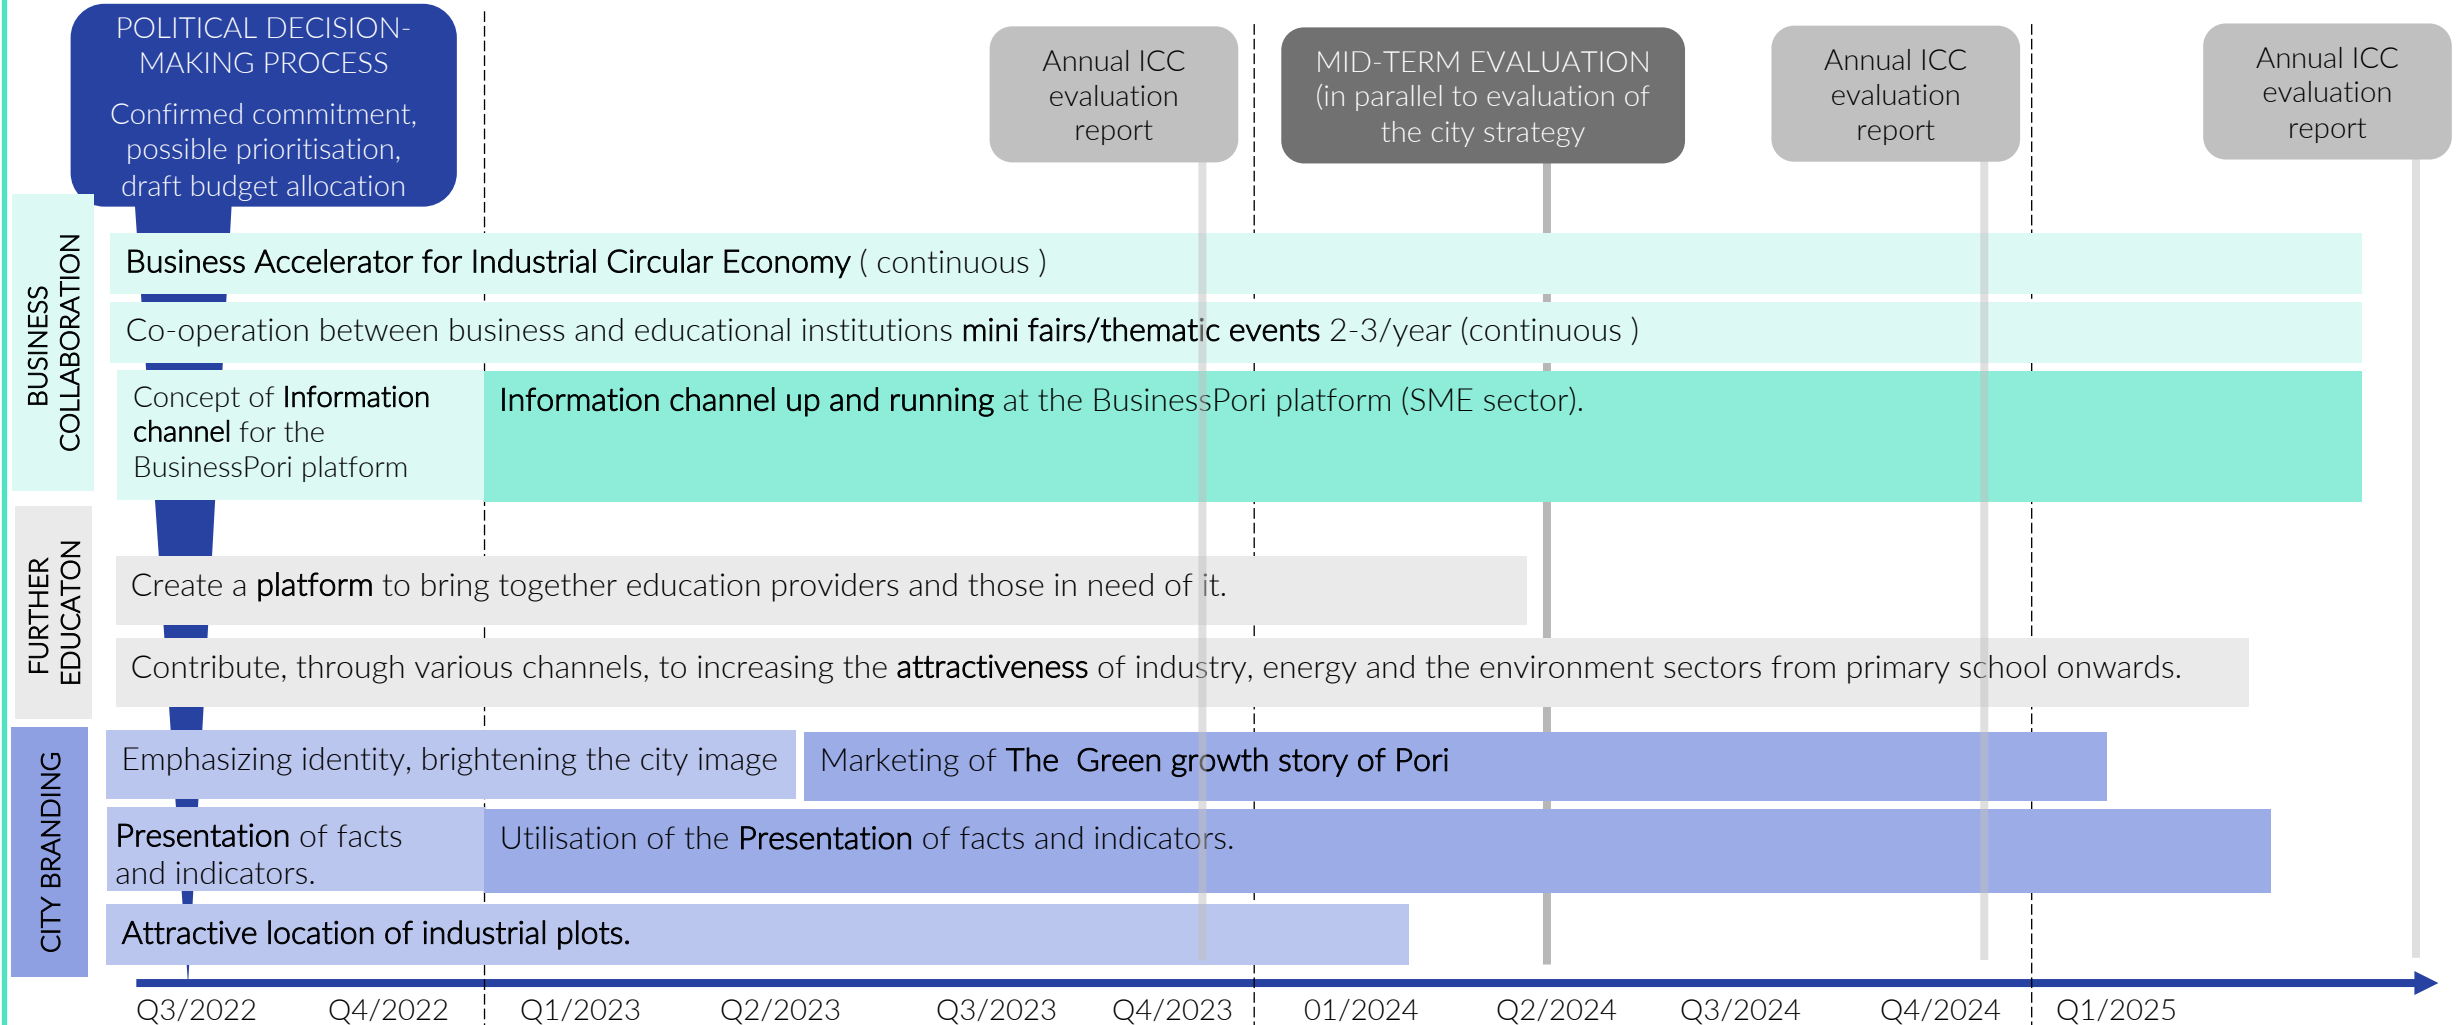 POLITICAL DECISION-
MAKING PROCESS
Confirmed commitment,
possible prioritisation,
draft budget allocation
Annual ICC
evaluation
report
MID-TERM EVALUATION
(in parallel to evaluation of
the city strategy
Annual ICC
evaluation
report
Annual ICC
evaluation
report
BUSINESS
COLLABORATION
Business Accelerator for Industrial Circular Economy ( continuous )
Co-operation between business and educational institutions mini fairs/thematic events 2-3/year (continuous )
Concept of Information
channel for the
BusinessPori platform
Information channel up and running at the BusinessPori platform (SME sector).
FURTHER
EDUCATON
Create a platform to bring together education providers and those in need of it.
Contribute, through various channels, to increasing the attractiveness of industry, energy and the environment sectors from primary school onwards.
CITY BRANDING
Emphasizing identity, brightening the city image
Marketing of The  Green growth story of Pori
Presentation of facts
and indicators.
Utilisation of the Presentation of facts and indicators.
Attractive location of industrial plots.
Q3/2022 Q4/2022 Q1/2023 Q2/2023 Q3/2023 Q4/2023 01/2024 Q2/2024 Q3/2024 Q4/2024 Q1/2025